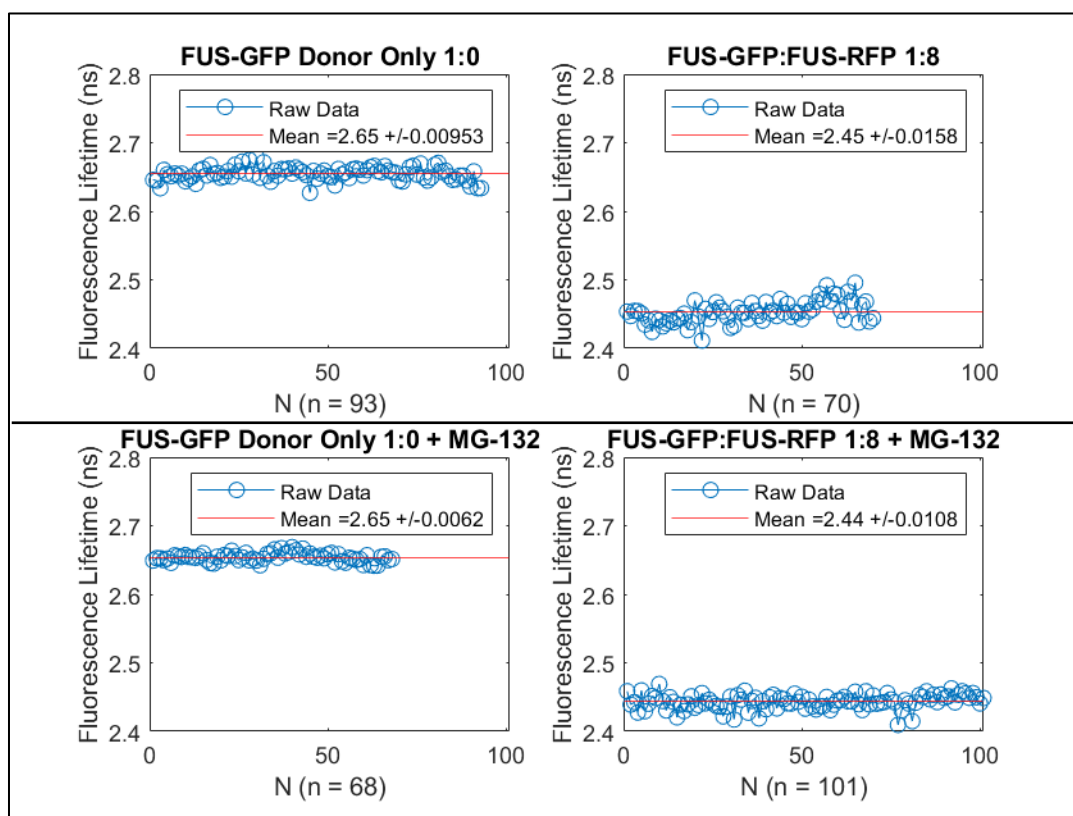 FUS-GFP Donor Only 1:0
2.8
2.7
2.6
2.5
2.4
Fluorescence Lifetime (ns)
Raw Data
Mean =2.65 +/-0.00953
0
50
100
N (n = 93)
FUS-GFP:FUS-RFP 1:8
2.8
2.7
2.6
2.5
2.4
Fluorescence Lifetime (ns)
Raw Data
Mean =2.45 +/-0.0158
0
50
100
N (n = 70)
FUS-GFP Donor Only 1:0 + MG-132
2.8
2.7
2.6
2.5
2.4
Fluorescence Lifetime (ns)
Raw Data
Mean =2.65 +/-0.0062
0
50
100
N (n = 68)
FUS-GFP:FUS-RFP 1:8 + MG-132
2.8
2.7
2.6
2.5
2.4
Fluorescence Lifetime (ns)
Raw Data
Mean =2.44 +/-0.0108
0
50
100
N (n = 101)